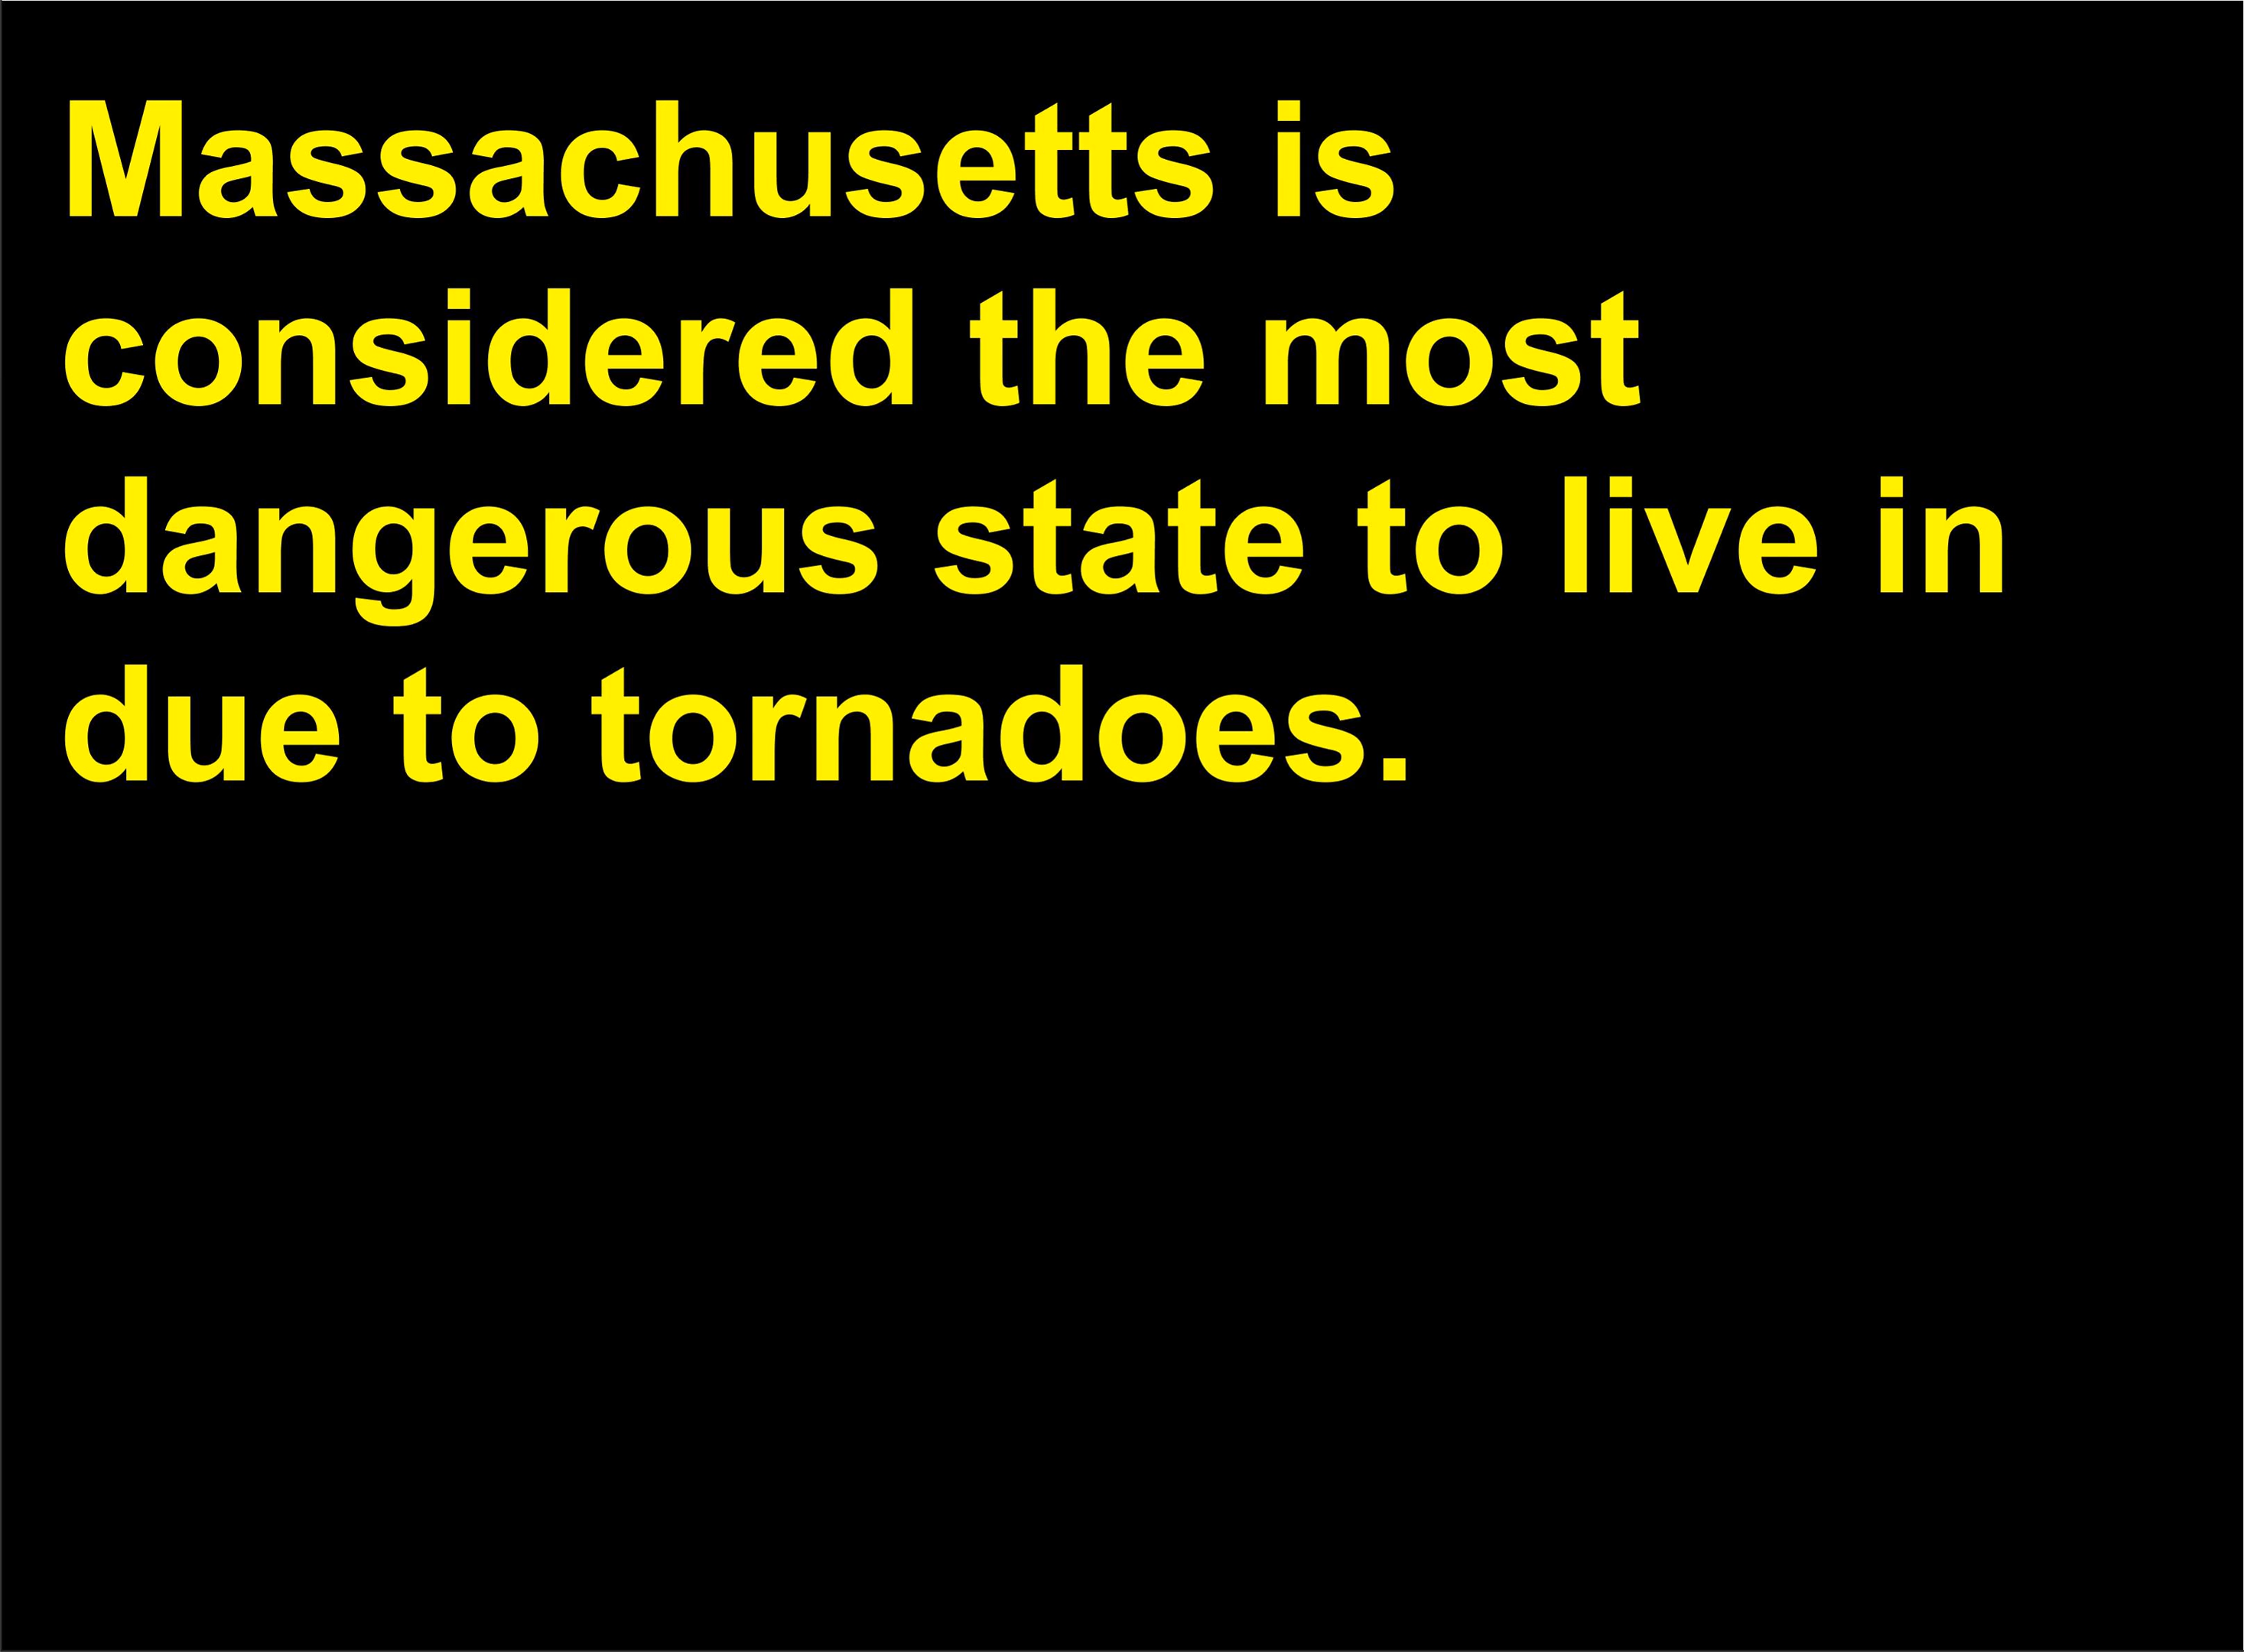 Massachusetts is
considered the most
dangerous state to live in
due to tornadoes.